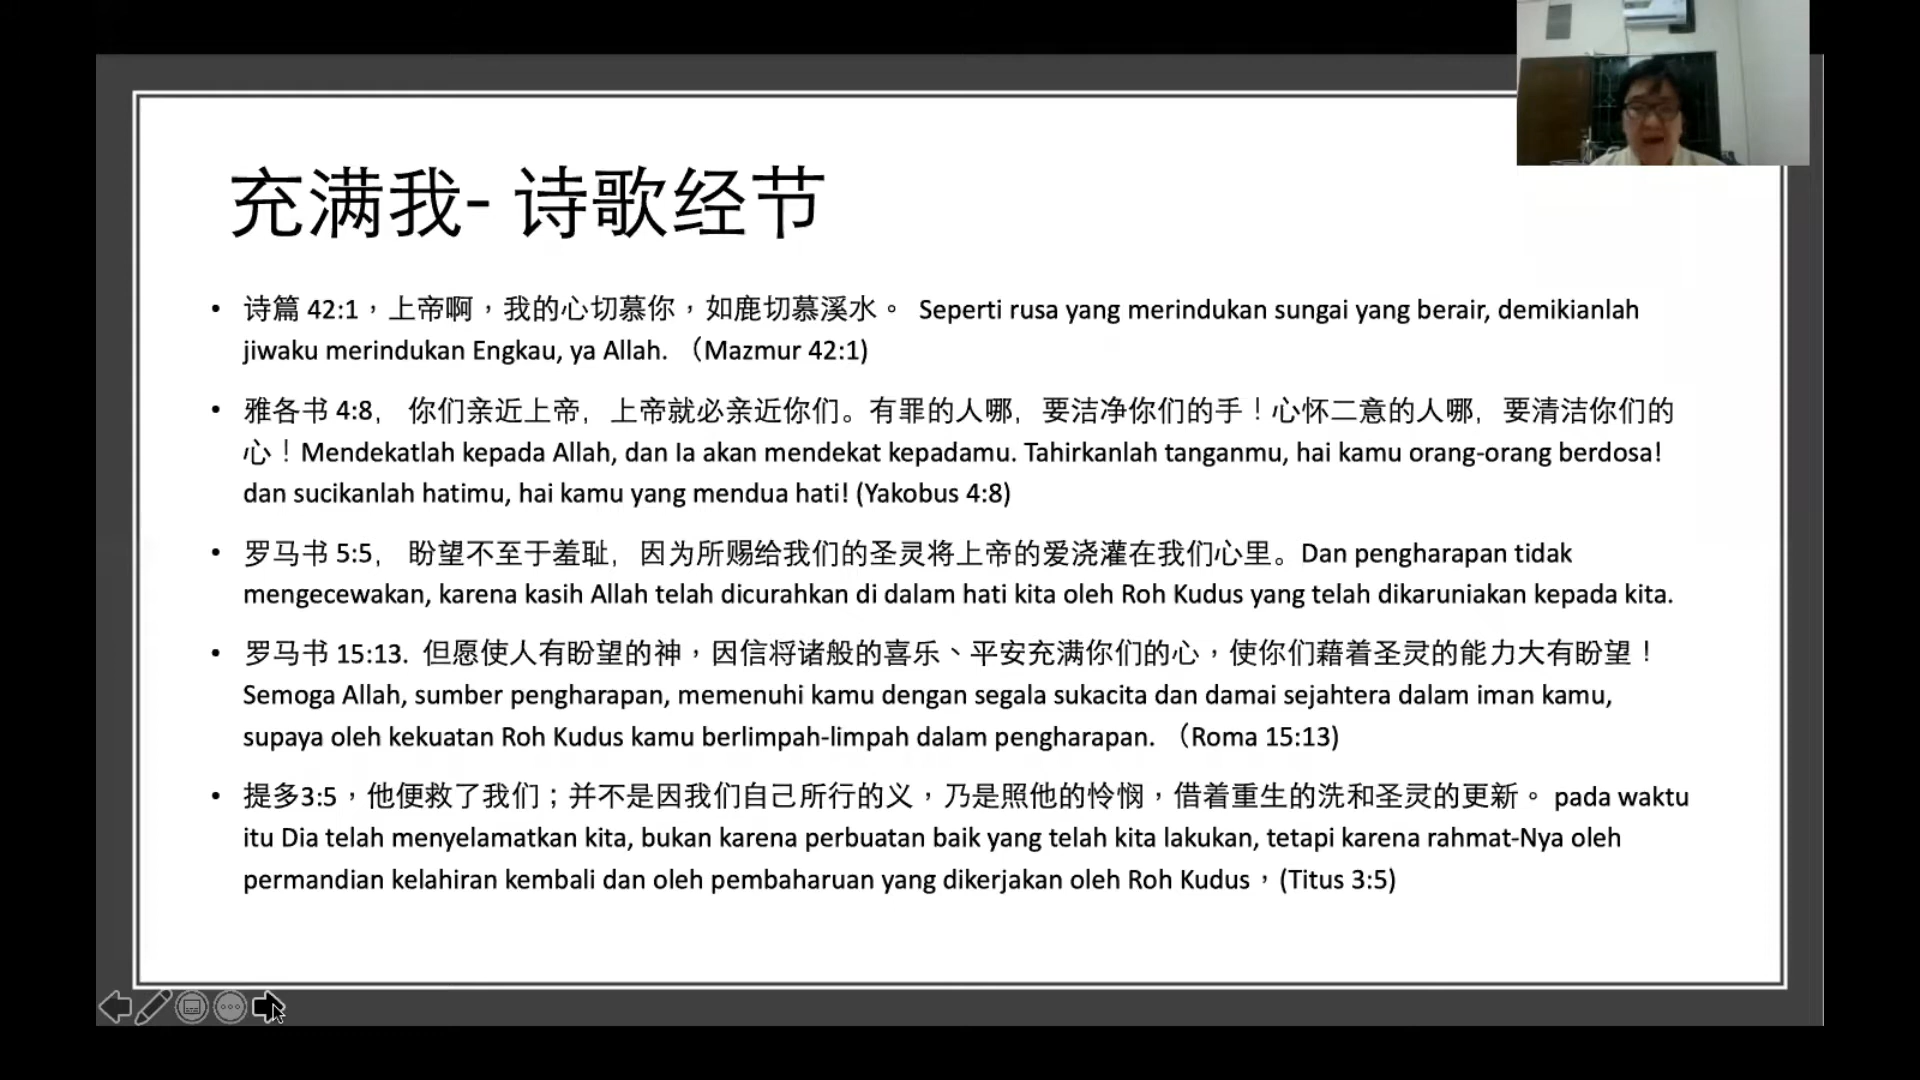 充满我- 诗歌经节
• 诗篇 42:1，上帝啊，我的心切慕你，如鹿切慕溪水。 Seperti rusa yang merindukan sungai yang berair, demikianlah
jiwaku merindukan Engkau, ya Allah. （Mazmur 42:1)
• 雅各书 4:8， 你们亲近上帝，上帝就必亲近你们。有罪的人哪，要洁净你们的手！心怀二意的人哪，要清洁你们的
心！Mendekatlah kepada Allah, dan Ia akan mendekat kepadamu. Tahirkanlah tanganmu, hai kamu orang-orang berdosa!
dan sucikanlah hatimu, hai kamu yang mendua hati! (Yakobus 4:8)
• 罗马书 5:5， 盼望不至于羞耻，因为所赐给我们的圣灵将上帝的爱浇灌在我们心里。Dan pengharapan tidak
mengecewakan, karena kasih Allah telah dicurahkan di dalam hati kita oleh Roh Kudus yang telah dikaruniakan kepada kita.
• 罗马书 15:13. 但愿使人有盼望的神，因信将诸般的喜乐、平安充满你们的心，使你们藉着圣灵的能力大有盼望！
Semoga Allah, sumber pengharapan, memenuhi kamu dengan segala sukacita dan damai sejahtera dalam iman kamu,
supaya oleh kekuatan Roh Kudus kamu berlimpah-limpah dalam pengharapan. （Roma 15:13)
• 提多3:5，他便救了我们；并不是因我们自己所行的义，乃是照他的怜悯，借着重生的洗和圣灵的更新。 pada waktu
itu Dia telah menyelamatkan kita, bukan karena perbuatan baik yang telah kita lakukan, tetapi karena rahmat-Nya oleh
permandian kelahiran kembali dan oleh pembaharuan yang dikerjakan oleh Roh Kudus，(Titus 3:5)